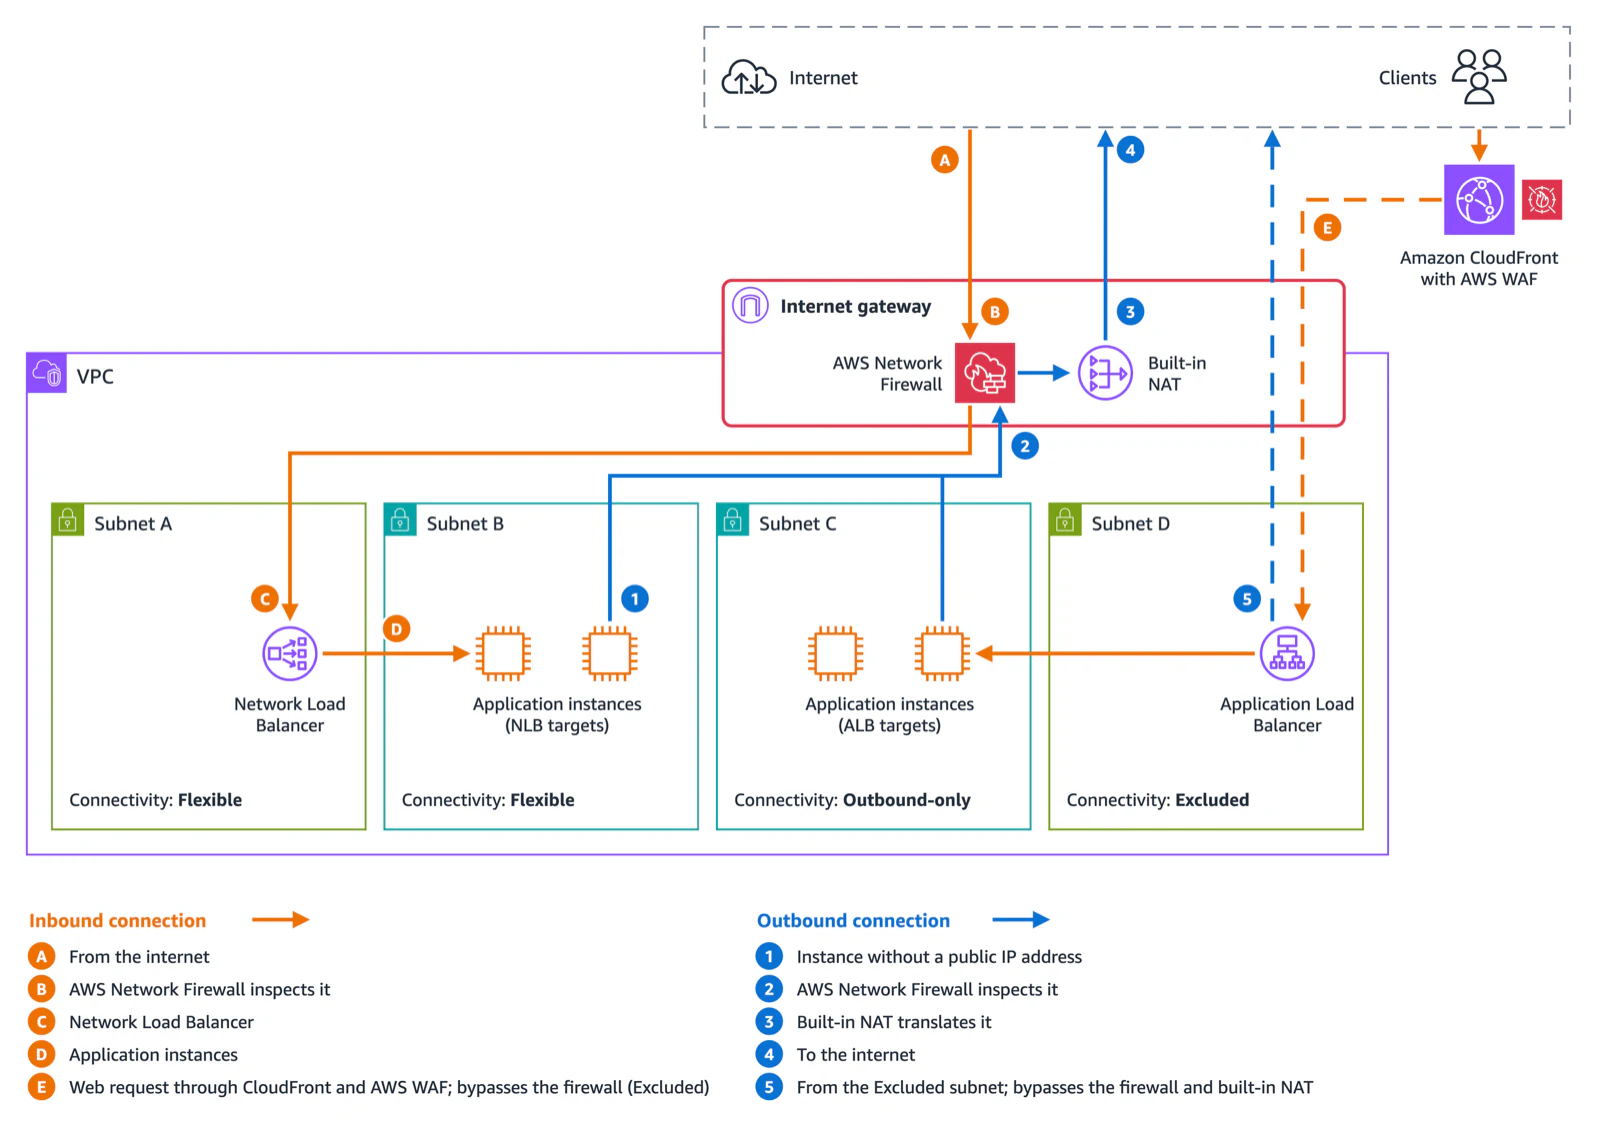 Internet
Clients
A
4
E
Amazon CloudFront
with AWS WAF
Internet gateway
B
3
AWS Network
Firewall
Built-in
NAT
VPC
2
Subnet A
Subnet B
Subnet C
Subnet D
C
1
5
D
Network Load
Balancer
Application instances
(NLB targets)
Application instances
(ALB targets)
Application Load
Balancer
Connectivity: Flexible
Connectivity: Flexible
Connectivity: Outbound-only
Connectivity: Excluded
Inbound connection
A From the internet
B AWS Network Firewall inspects it
C Network Load Balancer
D Application instances
E Web request through CloudFront and AWS WAF; bypasses the firewall (Excluded)
Outbound connection
1 Instance without a public IP address
2 AWS Network Firewall inspects it
3 Built-in NAT translates it
4 To the internet
5 From the Excluded subnet; bypasses the firewall and built-in NAT